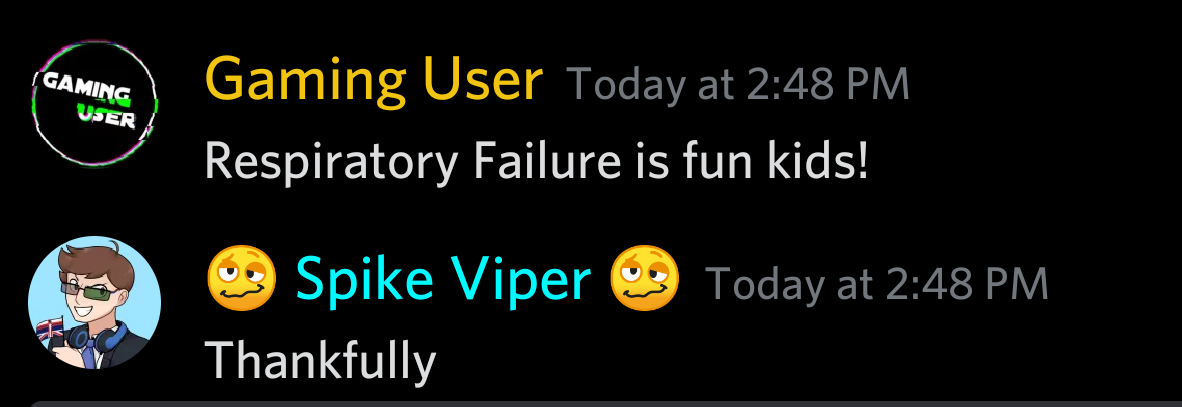 GAMING
USER
Gaming User Today at 2:48 PM
Respiratory Failure is fun kids!
🥴 Spike Viper 🥴 Today at 2:48 PM
Thankfully